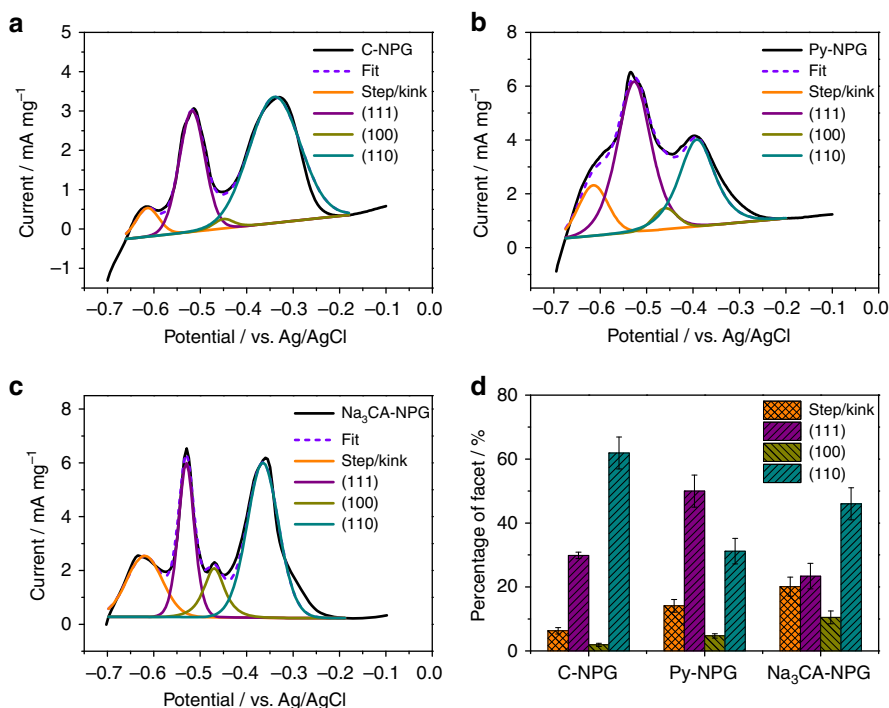 a
5
4
3
2
1
0
–1
Current / mA mg⁻¹
C-NPG
Fit
Step/kink
(111)
(100)
(110)
–0.7 –0.6 –0.5 –0.4 –0.3 –0.2 –0.1 0.0
Potential / vs. Ag/AgCl
b
8
6
4
2
0
Current / mA mg⁻¹
Py-NPG
Fit
Step/kink
(111)
(100)
(110)
–0.7 –0.6 –0.5 –0.4 –0.3 –0.2 –0.1 0.0
Potential / vs. Ag/AgCl
c
8
6
4
2
0
Current / mA mg⁻¹
Na₃CA-NPG
Fit
Step/kink
(111)
(100)
(110)
–0.7 –0.6 –0.5 –0.4 –0.3 –0.2 –0.1 0.0
Potential / vs. Ag/AgCl
d
80
60
40
20
0
Percentage of facet / %
Step/kink
(111)
(100)
(110)
C-NPG Py-NPG Na₃CA-NPG